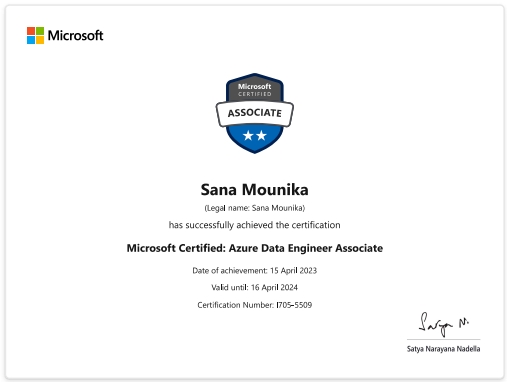 Microsoft
Microsoft
CERTIFIED
ASSOCIATE
Sana Mounika
(Legal name: Sana Mounika)
has successfully achieved the certification
Microsoft Certified: Azure Data Engineer Associate
Date of achievement: 15 April 2023
Valid until: 16 April 2024
Certification Number: I705-5509
Satya N.
Satya Narayana Nadella